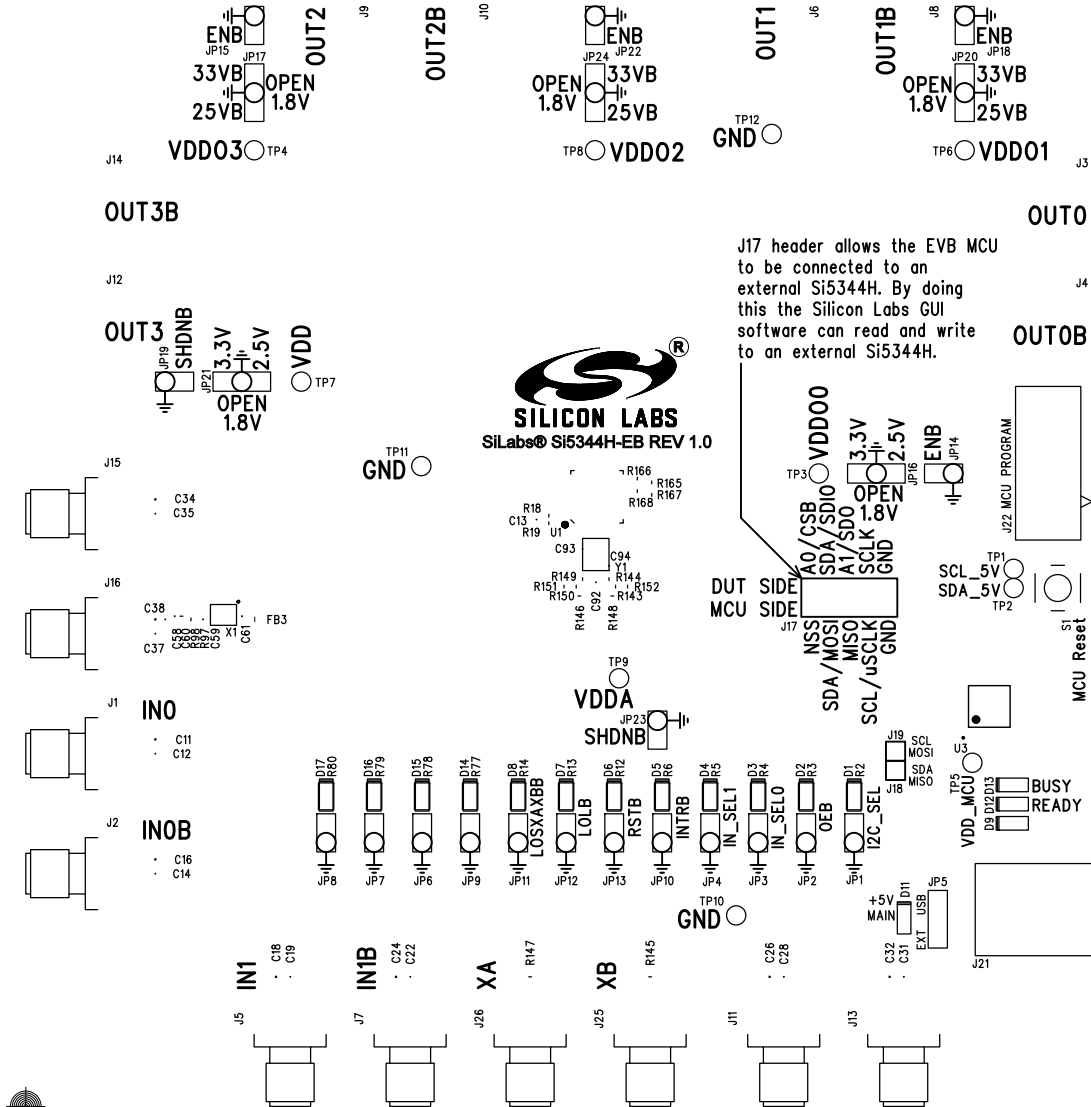 OUT2
J9
J10
OUT2B
OUT1
J6
OUT1B
J8
ENB
JP15
JP17
33VB
OPEN
1.8V
25VB
VDDO3
TP4
ENB
JP22
JP24
33VB
OPEN
1.8V
25VB
TP8
VDDO2
TP12
GND
ENB
JP18
JP20
33VB
OPEN
1.8V
25VB
TP6
VDDO1
J14
J3
OUT3B
OUT0
J12
J4
OUT3
OUT0B
J17 header allows the EVB MCU
to be connected to an
external Si5344H. By doing
this the Silicon Labs GUI
software can read and write
to an external Si5344H.
JP19
SHDNB
JP21
3.3V
2.5V
OPEN
1.8V
VDD
TP7
®
SILICON LABS
SiLabs® Si5344H-EB REV 1.0
TP11
GND
TP3
VDDO0
3.3V
2.5V
JP16
OPEN
1.8V
ENB
JP14
J22 MCU PROGRAM
J15
C34
C35
R166
R165
R167
R168
R18
C13
R19
U1
C93
C94
Y1
R149
R144
R151
R152
R150
R143
R146
C92
R148
A0/CSB
SDA/SDIO
A1/SDO
SCLK
GND
DUT SIDE
MCU SIDE
J17
NSS
SDA/MOSI
MISO
SCL/uSCLK
GND
TP1
SCL_5V
SDA_5V
TP2
S1
MCU Reset
J16
C38
C37
C58
C60
R98
R97
C59
X1
C61
FB3
TP9
VDDA
JP23
SHDNB
J1
IN0
C11
C12
J19
SCL
MOSI
SDA
MISO
J18
U3
TP5
VDD_MCU
D13
BUSY
D12
READY
D9
J2
IN0B
C16
C14
D17
R80
JP8
D16
R79
JP7
D15
R78
JP6
D14
R77
JP9
D8
R14
LOSXAXBB
JP11
D7
R13
LOLB
JP12
D6
R12
RSTB
JP13
D5
R6
INTRB
JP10
D4
R5
IN_SEL1
JP4
D3
R4
IN_SEL0
JP3
D2
R3
OEB
JP2
D1
R2
I2C_SEL
JP1
TP10
GND
+5V
MAIN
D11
JP5
USB
EXT
J21
IN1
C18
C19
IN1B
C24
C22
XA
R147
XB
R145
C26
C28
C32
C31
J5
J7
J26
J25
J11
J13